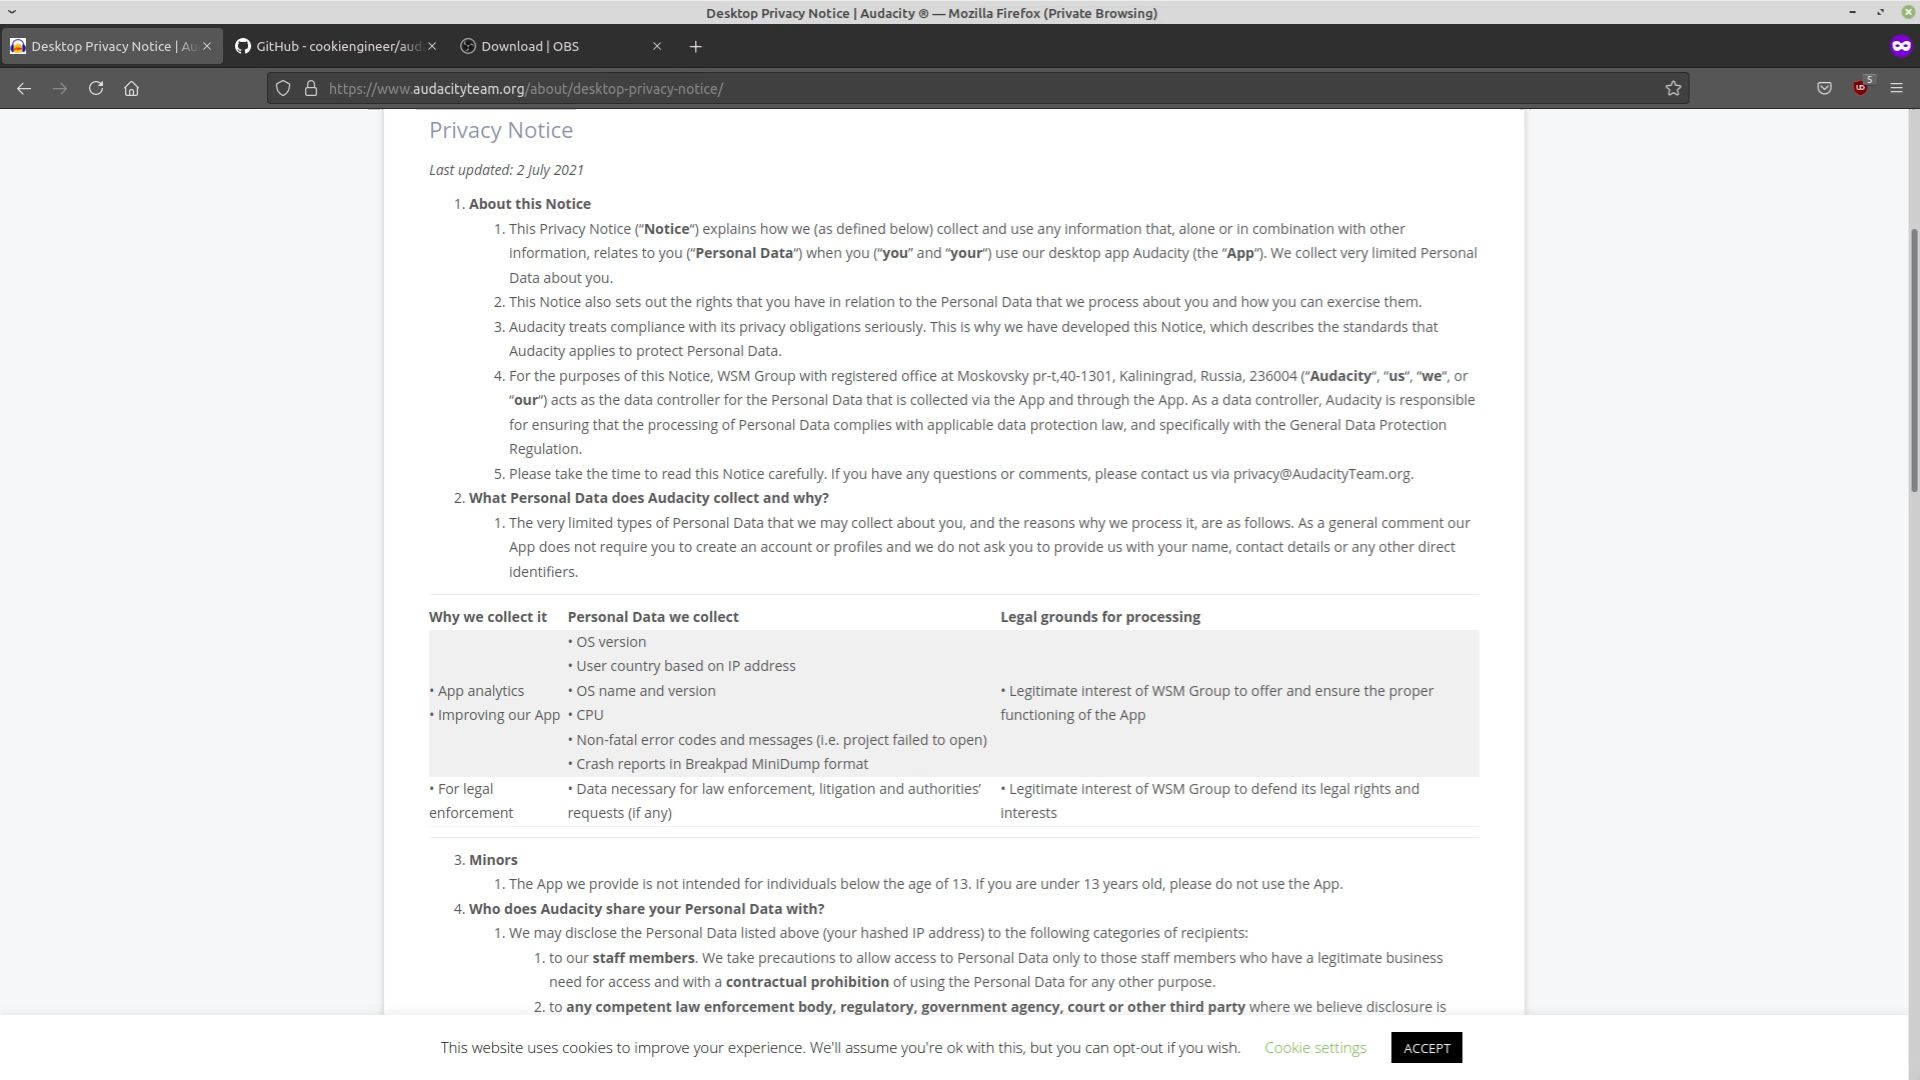 Desktop Privacy Notice | Audacity ® — Mozilla Firefox (Private Browsing)
Desktop Privacy Notice | Au
GitHub - cookiengineer/aud
Download | OBS
https://www.audacityteam.org/about/desktop-privacy-notice/
5
Privacy Notice
Last updated: 2 July 2021
1. About this Notice
1. This Privacy Notice (“Notice“) explains how we (as defined below) collect and use any information that, alone or in combination with other
information, relates to you (“Personal Data“) when you (“you” and “your“) use our desktop app Audacity (the “App“). We collect very limited Personal
Data about you.
2. This Notice also sets out the rights that you have in relation to the Personal Data that we process about you and how you can exercise them.
3. Audacity treats compliance with its privacy obligations seriously. This is why we have developed this Notice, which describes the standards that
Audacity applies to protect Personal Data.
4. For the purposes of this Notice, WSM Group with registered office at Moskovsky pr-t,40-1301, Kaliningrad, Russia, 236004 (“Audacity“, “us“, “we“, or
“our“) acts as the data controller for the Personal Data that is collected via the App and through the App. As a data controller, Audacity is responsible
for ensuring that the processing of Personal Data complies with applicable data protection law, and specifically with the General Data Protection
Regulation.
5. Please take the time to read this Notice carefully. If you have any questions or comments, please contact us via privacy@AudacityTeam.org.
2. What Personal Data does Audacity collect and why?
1. The very limited types of Personal Data that we may collect about you, and the reasons why we process it, are as follows. As a general comment our
App does not require you to create an account or profiles and we do not ask you to provide us with your name, contact details or any other direct
identifiers.
Why we collect it Personal Data we collect Legal grounds for processing
• App analytics
• Improving our App
• OS version
• User country based on IP address
• OS name and version
• CPU
• Non-fatal error codes and messages (i.e. project failed to open)
• Crash reports in Breakpad MiniDump format
• Legitimate interest of WSM Group to offer and ensure the proper
functioning of the App
• For legal
enforcement
• Data necessary for law enforcement, litigation and authorities’
requests (if any)
• Legitimate interest of WSM Group to defend its legal rights and
interests
3. Minors
1. The App we provide is not intended for individuals below the age of 13. If you are under 13 years old, please do not use the App.
4. Who does Audacity share your Personal Data with?
1. We may disclose the Personal Data listed above (your hashed IP address) to the following categories of recipients:
1. to our staff members. We take precautions to allow access to Personal Data only to those staff members who have a legitimate business
need for access and with a contractual prohibition of using the Personal Data for any other purpose.
2. to any competent law enforcement body, regulatory, government agency, court or other third party where we believe disclosure is
This website uses cookies to improve your experience. We'll assume you're ok with this, but you can opt-out if you wish. Cookie settings ACCEPT